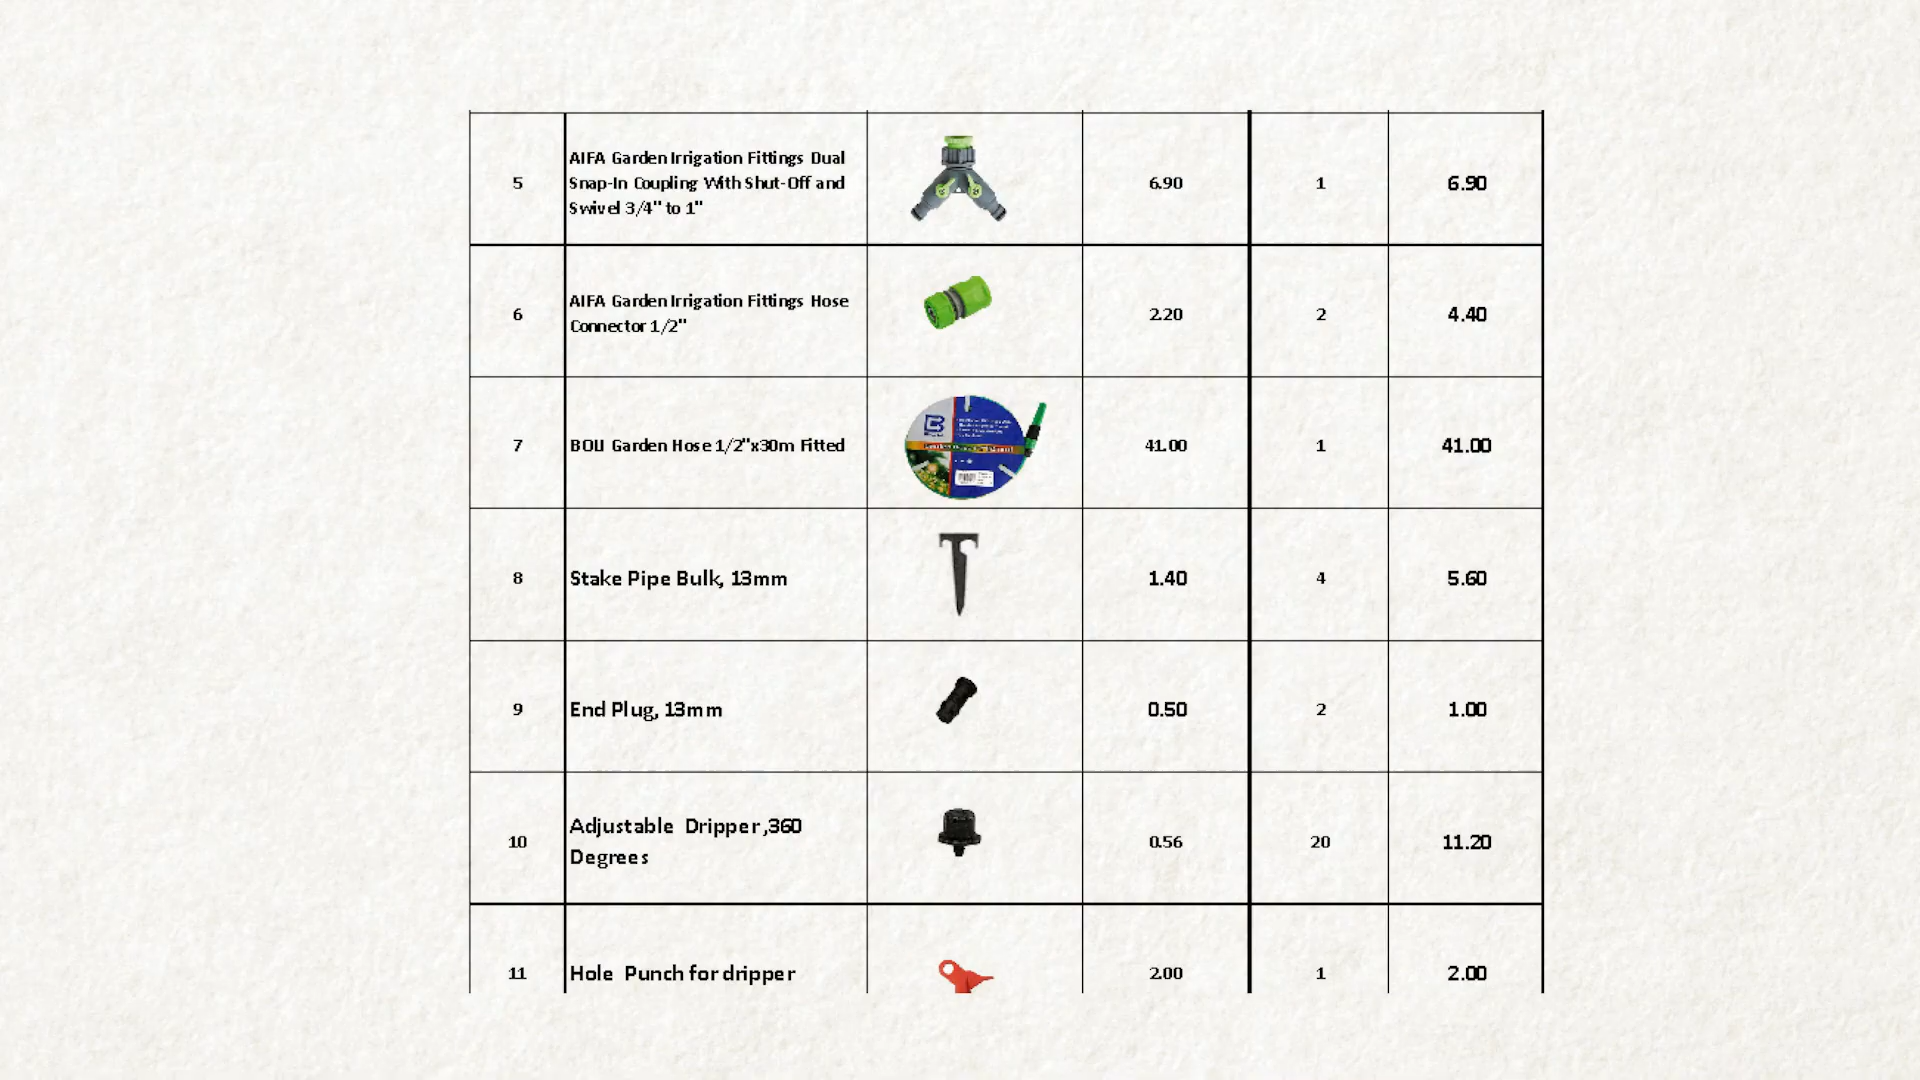 5
AIFA Garden Irrigation Fittings Dual
Snap-In Coupling With Shut-Off and
Swivel 3/4" to 1"
6.90
1
6.90
6
AIFA Garden Irrigation Fittings Hose
Connector 1/2"
2.20
2
4.40
7
BOLI Garden Hose 1/2"x30m Fitted
41.00
1
41.00
8
Stake Pipe Bulk, 13mm
1.40
4
5.60
9
End Plug, 13mm
0.50
2
1.00
10
Adjustable Dripper ,360
Degrees
0.56
20
11.20
11
Hole Punch for dripper
2.00
1
2.00